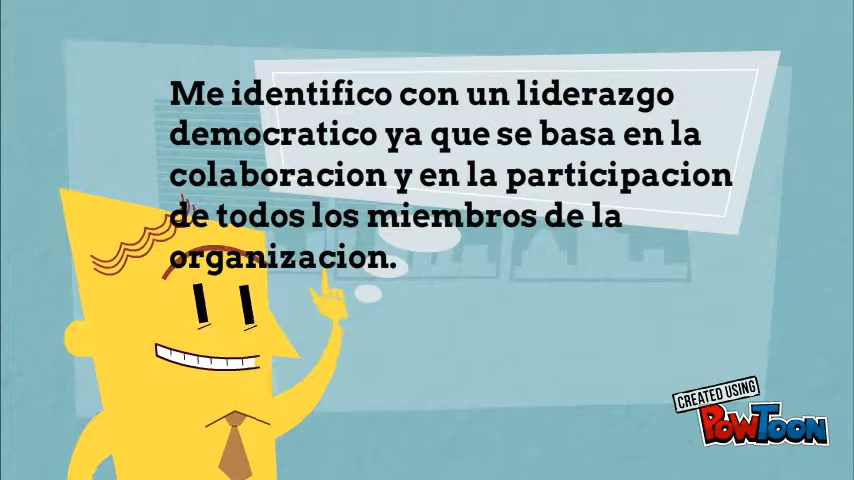 Me identifico con un liderazgo
democratico ya que se basa en la
colaboracion y en la participacion
de todos los miembros de la
organizacion.
CREATED USING
POWTOON